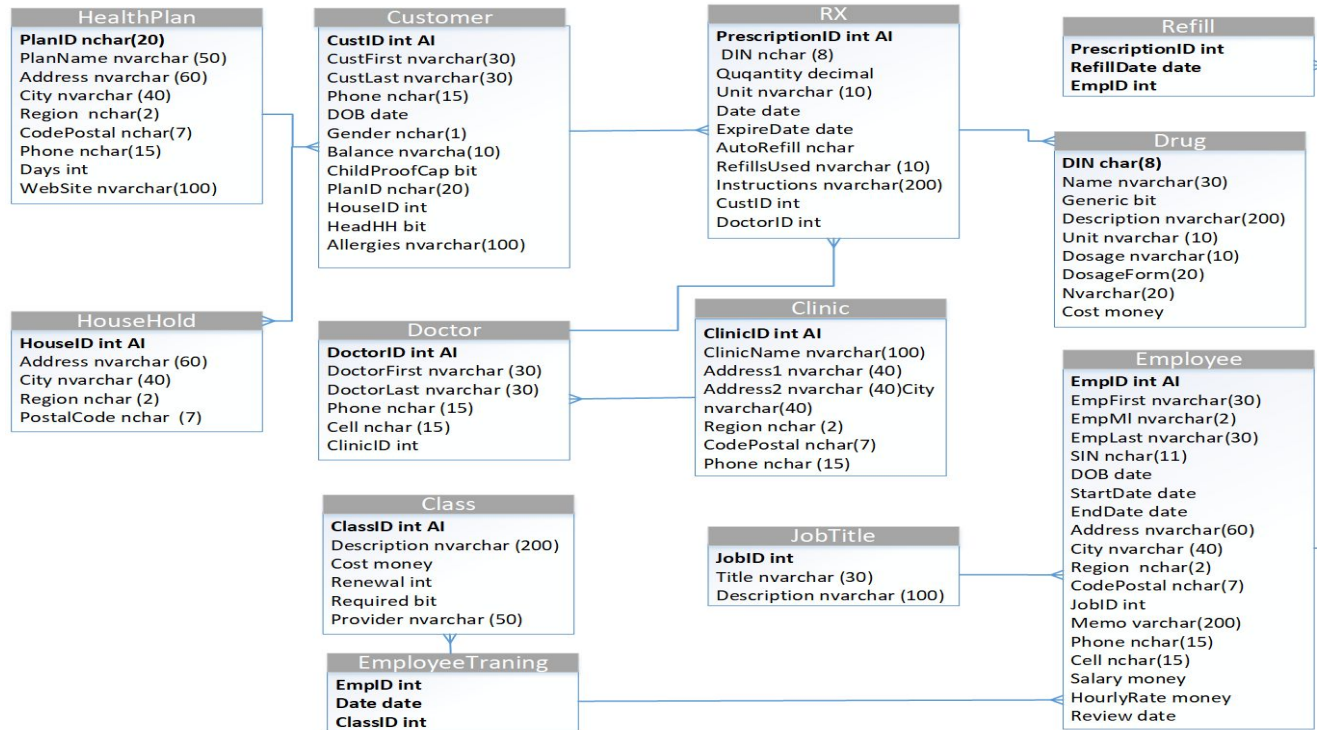 HealthPlan
PlanID nchar(20)
PlanName nvarchar (50)
Address nvarchar (60)
City nvarchar (40)
Region  nchar(2)
CodePostal nchar(7)
Phone nchar(15)
Days int
WebSite nvarchar(100)
Customer
CustID int AI
CustFirst nvarchar(30)
CustLast nvarchar(30)
Phone nchar(15)
DOB date
Gender nchar(1)
Balance nvarcha(10)
ChildProofCap bit
PlanID nchar(20)
HouseID int
HeadHH bit
Allergies nvarchar(100)
RX
PrescriptionID int AI
DIN nchar (8)
Quqantity decimal
Unit nvarchar (10)
Date date
ExpireDate date
AutoRefill nchar
RefillsUsed nvarchar (10)
Instructions nvarchar(200)
CustID int
DoctorID int
Refill
PrescriptionID int
RefillDate date
EmpID int
Drug
DIN char(8)
Name nvarchar(30)
Generic bit
Description nvarchar(200)
Unit nvarchar (10)
Dosage nvarchar(10)
DosageForm(20)
Nvarchar(20)
Cost money
HouseHold
HouseID int AI
Address nvarchar (60)
City nvarchar (40)
Region nchar (2)
PostalCode nchar  (7)
Doctor
DoctorID int AI
DoctorFirst nvarchar (30)
DoctorLast nvarchar (30)
Phone nchar (15)
Cell nchar (15)
ClinicID int
Clinic
ClinicID int AI
ClinicName nvarchar(100)
Address1 nvarchar (40)
Address2 nvarchar (40)City
nvarchar(40)
Region nchar (2)
CodePostal nchar(7)
Phone nchar (15)
Employee
EmpID int AI
EmpFirst nvarchar(30)
EmpMI nvarchar(2)
EmpLast nvarchar(30)
SIN nchar(11)
DOB date
StartDate date
EndDate date
Address nvarchar(60)
City nvarchar (40)
Region  nchar(2)
CodePostal nchar(7)
JobID int
Memo varchar(200)
Phone nchar(15)
Cell nchar(15)
Salary money
HourlyRate money
Review date
Class
ClassID int AI
Description nvarchar (200)
Cost money
Renewal int
Required bit
Provider nvarchar (50)
JobTitle
JobID int
Title nvarchar (30)
Description nvarchar (100)
EmployeeTraning
EmpID int
Date date
ClassID int